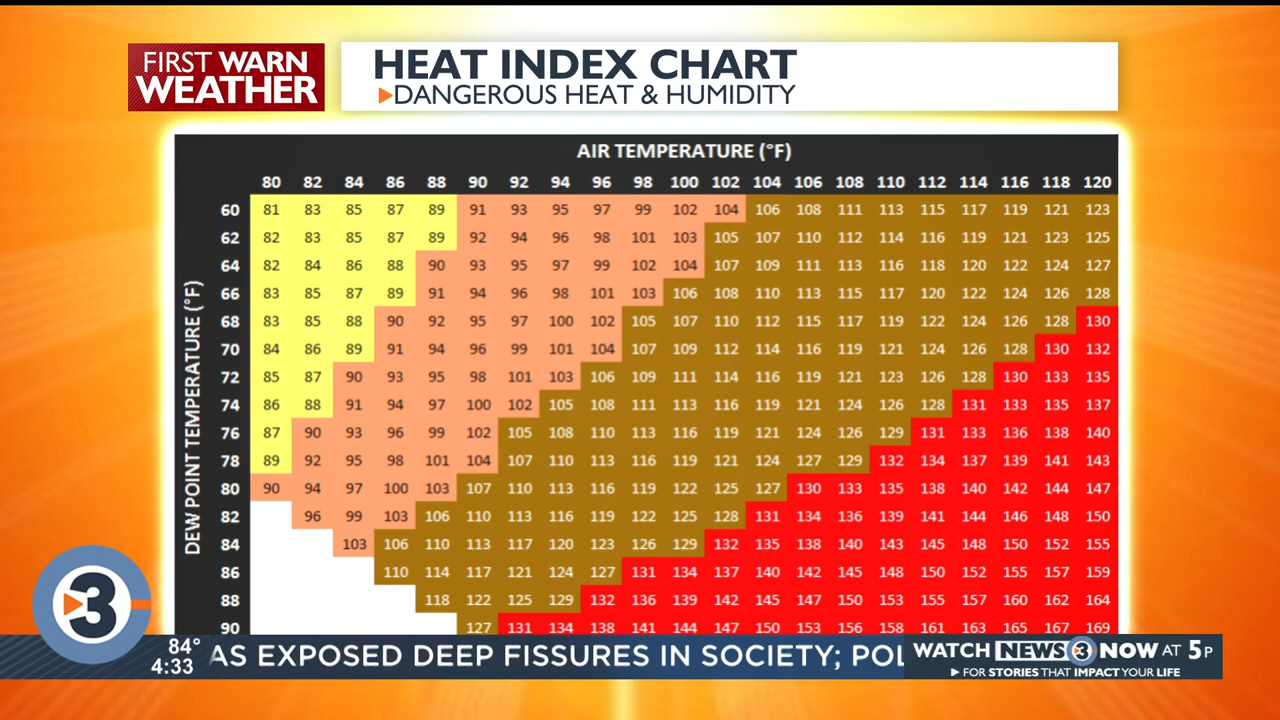 FIRST WARN
WEATHER
HEAT INDEX CHART
DANGEROUS HEAT & HUMIDITY
AIR TEMPERATURE (°F)
80 82 84 86 88 90 92 94 96 98 100 102 104 106 108 110 112 114 116 118 120
DEW POINT TEMPERATURE (°F)
60 81 83 85 87 89 91 93 95 97 99 102 104 106 108 111 113 115 117 119 121 123
62 82 83 85 87 89 92 94 96 98 101 103 105 107 110 112 114 116 119 121 123 125
64 82 84 86 88 90 93 95 97 99 102 104 107 109 111 113 116 118 120 122 124 127
66 83 85 87 89 91 94 96 98 101 103 106 108 110 113 115 117 120 122 124 126 128
68 83 85 88 90 92 95 97 100 102 105 107 110 112 115 117 119 122 124 126 128 130
70 84 86 89 91 94 96 99 101 104 107 109 112 114 116 119 121 124 126 128 130 132
72 85 87 90 93 95 98 101 103 106 109 111 114 116 119 121 123 126 128 130 133 135
74 86 88 91 94 97 100 102 105 108 111 113 116 119 121 124 126 128 131 133 135 137
76 87 90 93 96 99 102 105 108 110 113 116 119 121 124 126 129 131 133 136 138 140
78 89 92 95 98 101 104 107 110 113 116 119 121 124 127 129 132 134 137 139 141 143
80 90 94 97 100 103 107 110 113 116 119 122 125 127 130 133 135 138 140 142 144 147
82 96 99 103 106 110 113 116 119 122 125 128 131 134 136 139 141 144 146 148 150
84 103 106 110 113 117 120 123 126 129 132 135 138 140 143 145 148 150 152 155
86 110 114 117 121 124 127 131 134 137 140 142 145 148 150 152 155 157 159
88 118 122 125 129 132 136 139 142 145 147 150 153 155 157 160 162 164
90 127 131 134 138 141 144 147 150 153 156 158 161 163 165 167 169
3
84°
4:33
AS EXPOSED DEEP FISSURES IN SOCIETY; POL
WATCH NEWS 3 NOW AT 5P
FOR STORIES THAT IMPACT YOUR LIFE